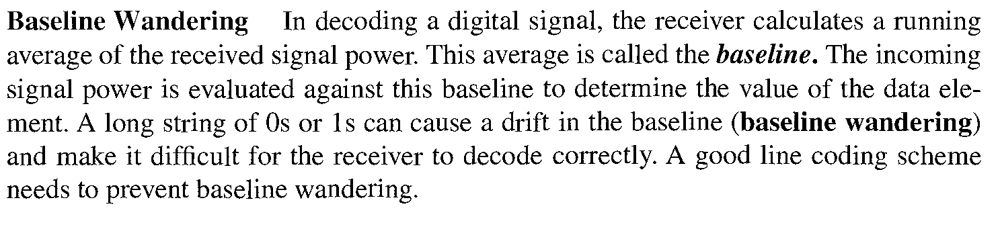 Baseline Wandering In decoding a digital signal, the receiver calculates a running
average of the received signal power. This average is called the baseline. The incoming
signal power is evaluated against this baseline to determine the value of the data ele-
ment. A long string of 0s or 1s can cause a drift in the baseline (baseline wandering)
and make it difficult for the receiver to decode correctly. A good line coding scheme
needs to prevent baseline wandering.